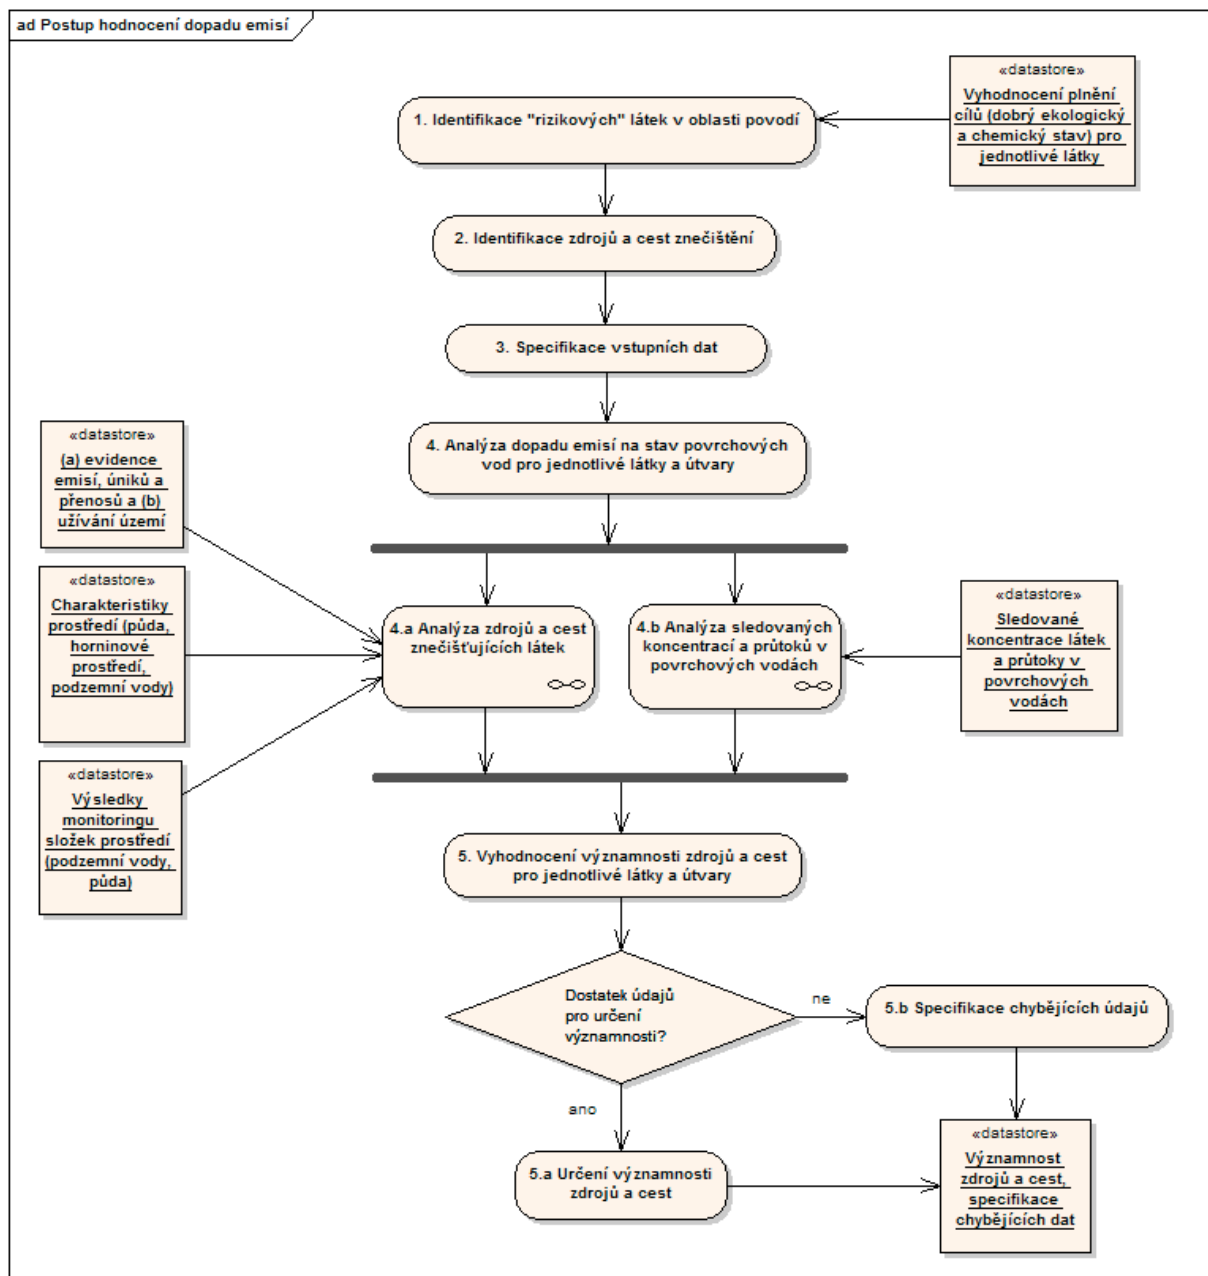 ad Postup hodnocení dopadu emisí
«datastore»
Vyhodnocení plnění
cílů (dobrý ekologický
a chemický stav) pro
jednotlivé látky
1. Identifikace "rizikových" látek v oblasti povodí
2. Identifikace zdrojů a cest znečištění
3. Specifikace vstupních dat
4. Analýza dopadu emisí na stav povrchových
vod pro jednotlivé látky a útvary
«datastore»
(a) evidence
emisí, úniků a
přenosů a (b)
užívání území
«datastore»
Charakteristiky
prostředí (půda,
horninové
prostředí,
podzemní vody)
«datastore»
Výsledky
monitoringu
složek prostředí
(podzemní vody,
půda)
4.a Analýza zdrojů a cest
znečišťujících látek
4.b Analýza sledovaných
koncentrací a průtoků v
povrchových vodách
«datastore»
Sledované
koncentrace látek
a průtoky v
povrchových
vodách
5. Vyhodnocení významnosti zdrojů a cest
pro jednotlivé látky a útvary
Dostatek údajů
pro určení
významnosti?
ne
5.b Specifikace chybějících údajů
ano
5.a Určení významnosti
zdrojů a cest
«datastore»
Významnost
zdrojů a cest,
specifikace
chybějících dat